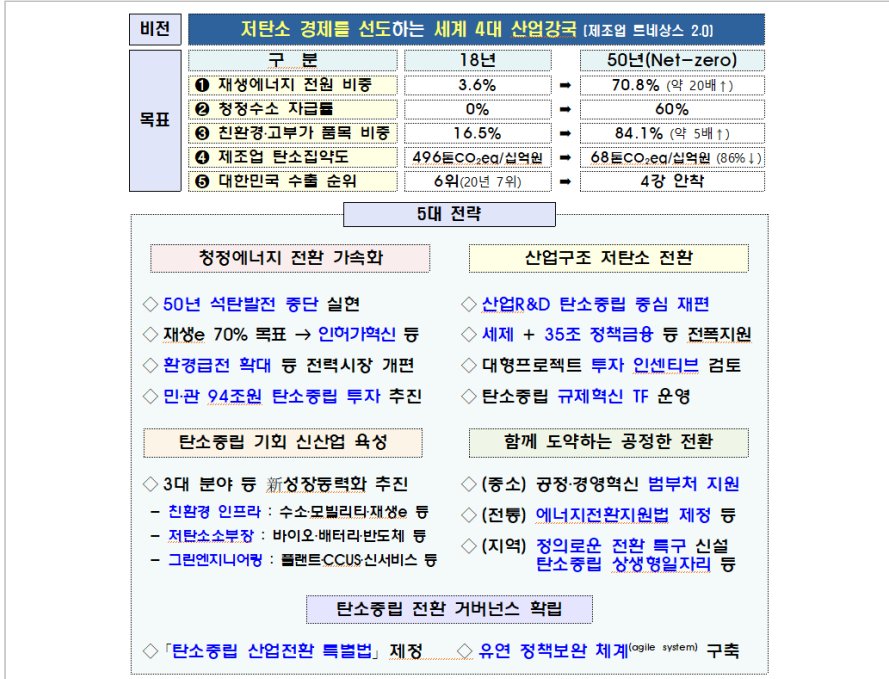 비전
저탄소 경제를 선도하는 세계 4대 산업강국 [제조업 르네상스 2.0]
목표
구 분 18년 50년(Net-zero)
❶ 재생에너지 전원 비중 3.6% ➡ 70.8% (약 20배↑)
❷ 청정수소 자급률 0% ➡ 60%
❸ 친환경·고부가 품목 비중 16.5% ➡ 84.1% (약 5배↑)
❹ 제조업 탄소집약도 496톤CO₂eq/십억원 ➡ 68톤CO₂eq/십억원 (86%↓)
❺ 대한민국 수출 순위 6위(20년 7위) ➡ 4강 안착
5대 전략
청정에너지 전환 가속화
◇ 50년 석탄발전 중단 실현
◇ 재생e 70% 목표 → 인허가혁신 등
◇ 환경급전 확대 등 전력시장 개편
◇ 민·관 94조원 탄소중립 투자 추진
산업구조 저탄소 전환
◇ 산업R&D 탄소중립 중심 재편
◇ 세제 + 35조 정책금융 등 전폭지원
◇ 대형프로젝트 투자 인센티브 검토
◇ 탄소중립 규제혁신 TF 운영
탄소중립 기회 신산업 육성
◇ 3대 분야 등 新성장동력화 추진
– 친환경 인프라 : 수소·모빌리티·재생e 등
– 저탄소소부장 : 바이오·배터리·반도체 등
– 그린엔지니어링 : 플랜트·CCUS·신서비스 등
함께 도약하는 공정한 전환
◇ (중소) 공정·경영혁신 범부처 지원
◇ (전통) 에너지전환지원법 제정 등
◇ (지역) 정의로운 전환 특구 신설
탄소중립 상생형일자리 등
탄소중립 전환 거버넌스 확립
◇ 「탄소중립 산업전환 특별법」 제정
◇ 유연 정책보완 체계(agile system) 구축